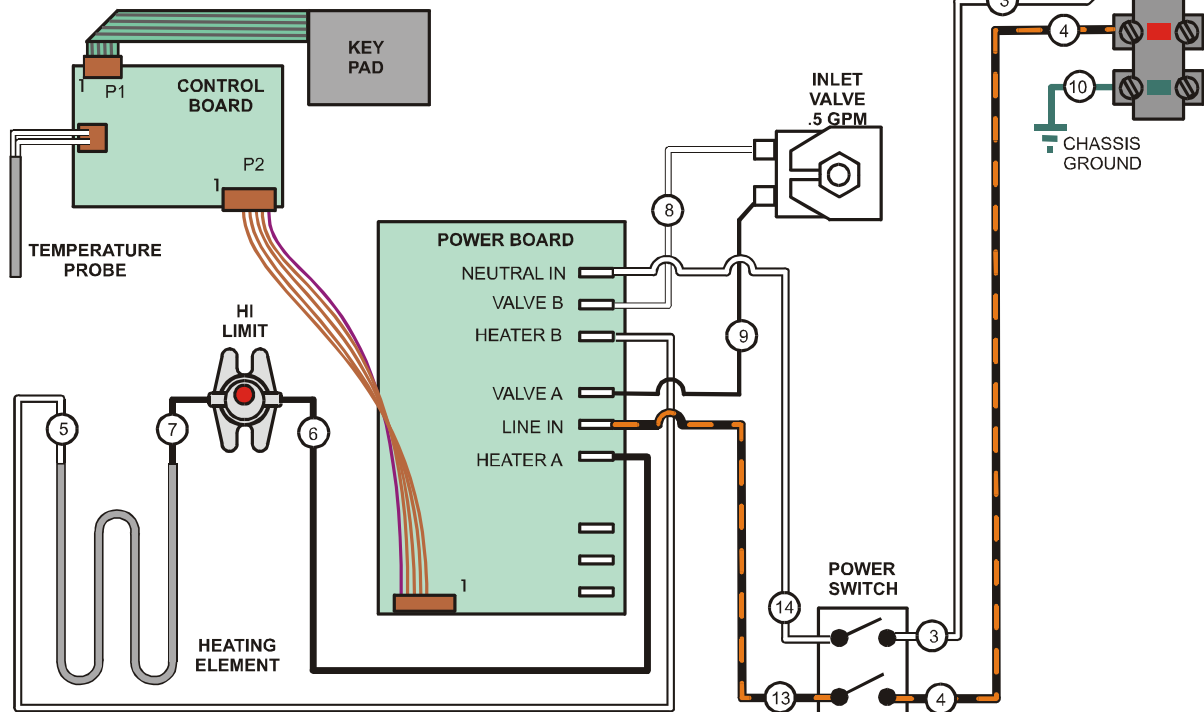 3
4
KEY
PAD
1
P1
CONTROL
BOARD
INLET
VALVE
.5 GPM
10
CHASSIS
GROUND
P2
1
8
TEMPERATURE
PROBE
POWER BOARD
NEUTRAL IN
VALVE B
HEATER B
VALVE A
LINE IN
HEATER A
9
HI
LIMIT
5
7
6
1
POWER
SWITCH
14
3
HEATING
ELEMENT
13
4